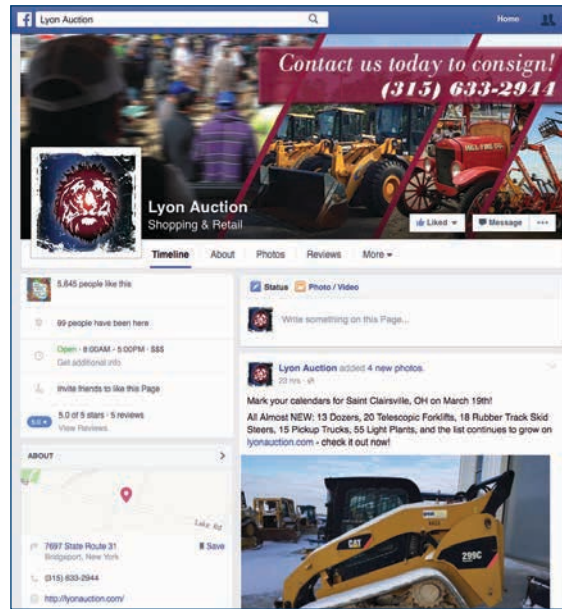 Lyon Auction
Home
Contact us today to consign!
(315) 633-2944
Lyon Auction
Shopping & Retail
Liked
Message
Timeline
About
Photos
Reviews
More
5,645 people like this
99 people have been here
Open · 8:00AM - 5:00PM · $$$
Get additional info
Invite friends to like this Page
5.0 of 5 stars · 5 reviews
View Reviews
ABOUT
Lake Rd
7697 State Route 31
Save
Bridgeport, New York
(315) 633-2944
http://lyonauction.com/
Status
Photo / Video
Write something on this Page...
Lyon Auction added 4 new photos.
20 hrs
Mark your calendars for Saint Clairsville, OH on March 19th!
All Almost NEW: 13 Dozers, 20 Telescopic Forklifts, 18 Rubber Track Skid
Steers, 15 Pickup Trucks, 55 Light Plants, and the list continues to grow on
lyonauction.com - check it out now!
CAT
299C